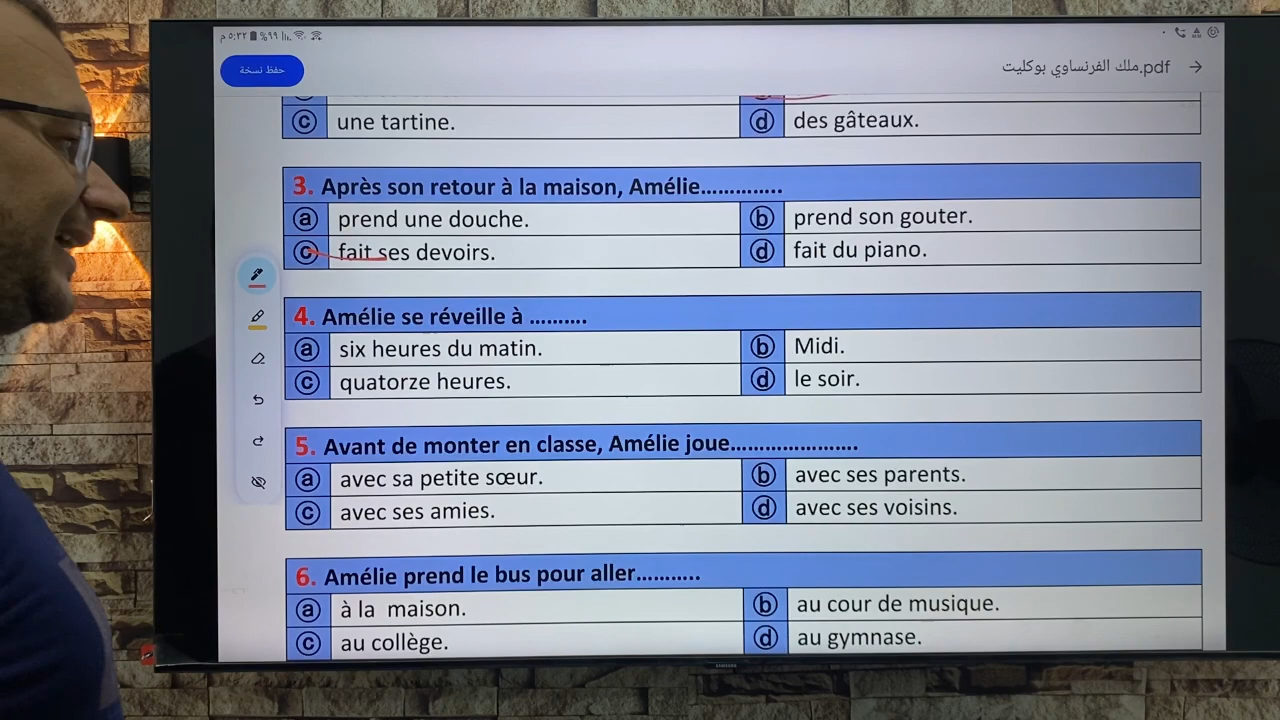 م ٥:٣٢ %٩٩
حفظ نسخة
ملك الفرنساوي بوكليت.pdf
c une tartine.
d des gâteaux.
3. Après son retour à la maison, Amélie..............
a prend une douche.
b prend son gouter.
c fait ses devoirs.
d fait du piano.
4. Amélie se réveille à ..........
a six heures du matin.
b Midi.
c quatorze heures.
d le soir.
5. Avant de monter en classe, Amélie joue......................
a avec sa petite sœur.
b avec ses parents.
c avec ses amies.
d avec ses voisins.
6. Amélie prend le bus pour aller...........
a à la maison.
b au cour de musique.
c au collège.
d au gymnase.
SAMSUNG